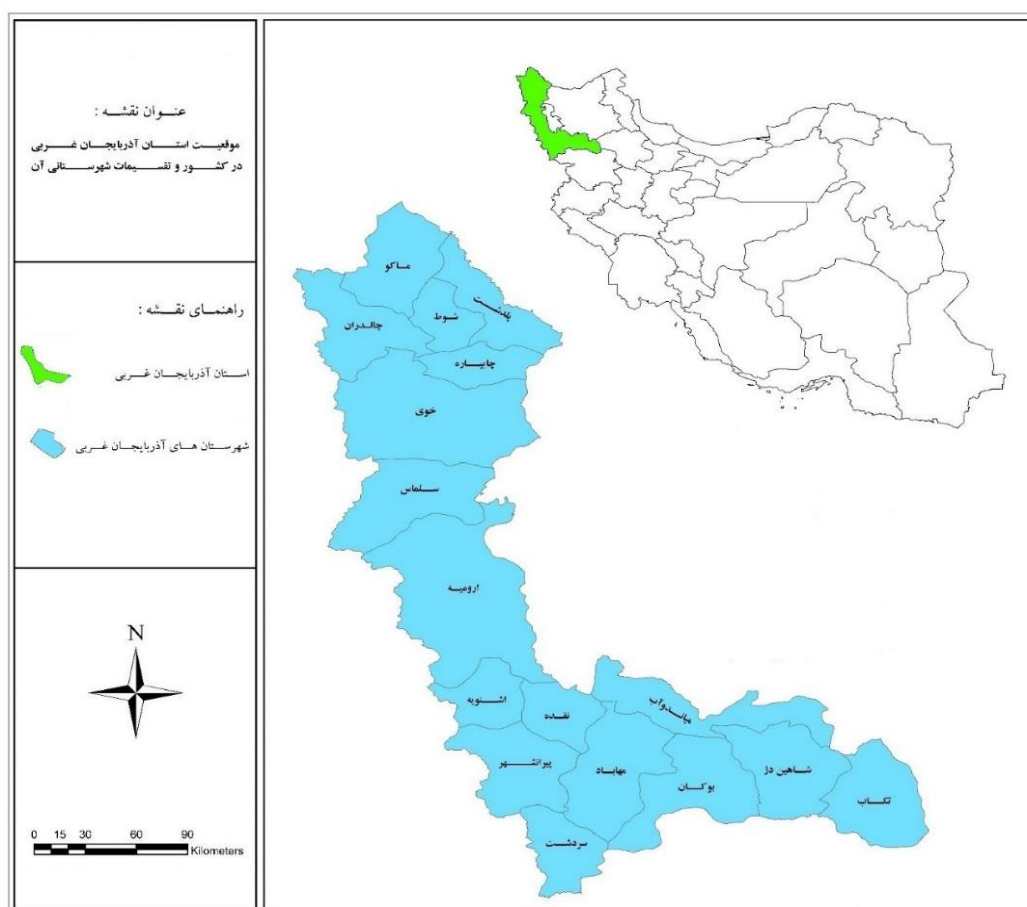 عنوان نقشه :
موقعیت استان آذربایجان غربی
در کشور و تقسیمات شهرستانی آن
راهنمای نقشه :
استان آذربایجان غربی
شهرستان های آذربایجان غربی
N
0 15 30 60 90
Kilometers
ماکو
پلدشت
شوط
چالدران
چایپاره
خوی
سلماس
ارومیه
اشنویه
نقده
میاندوآب
پیرانشهر
مهاباد
بوکان
شاهین دژ
تکاب
سردشت